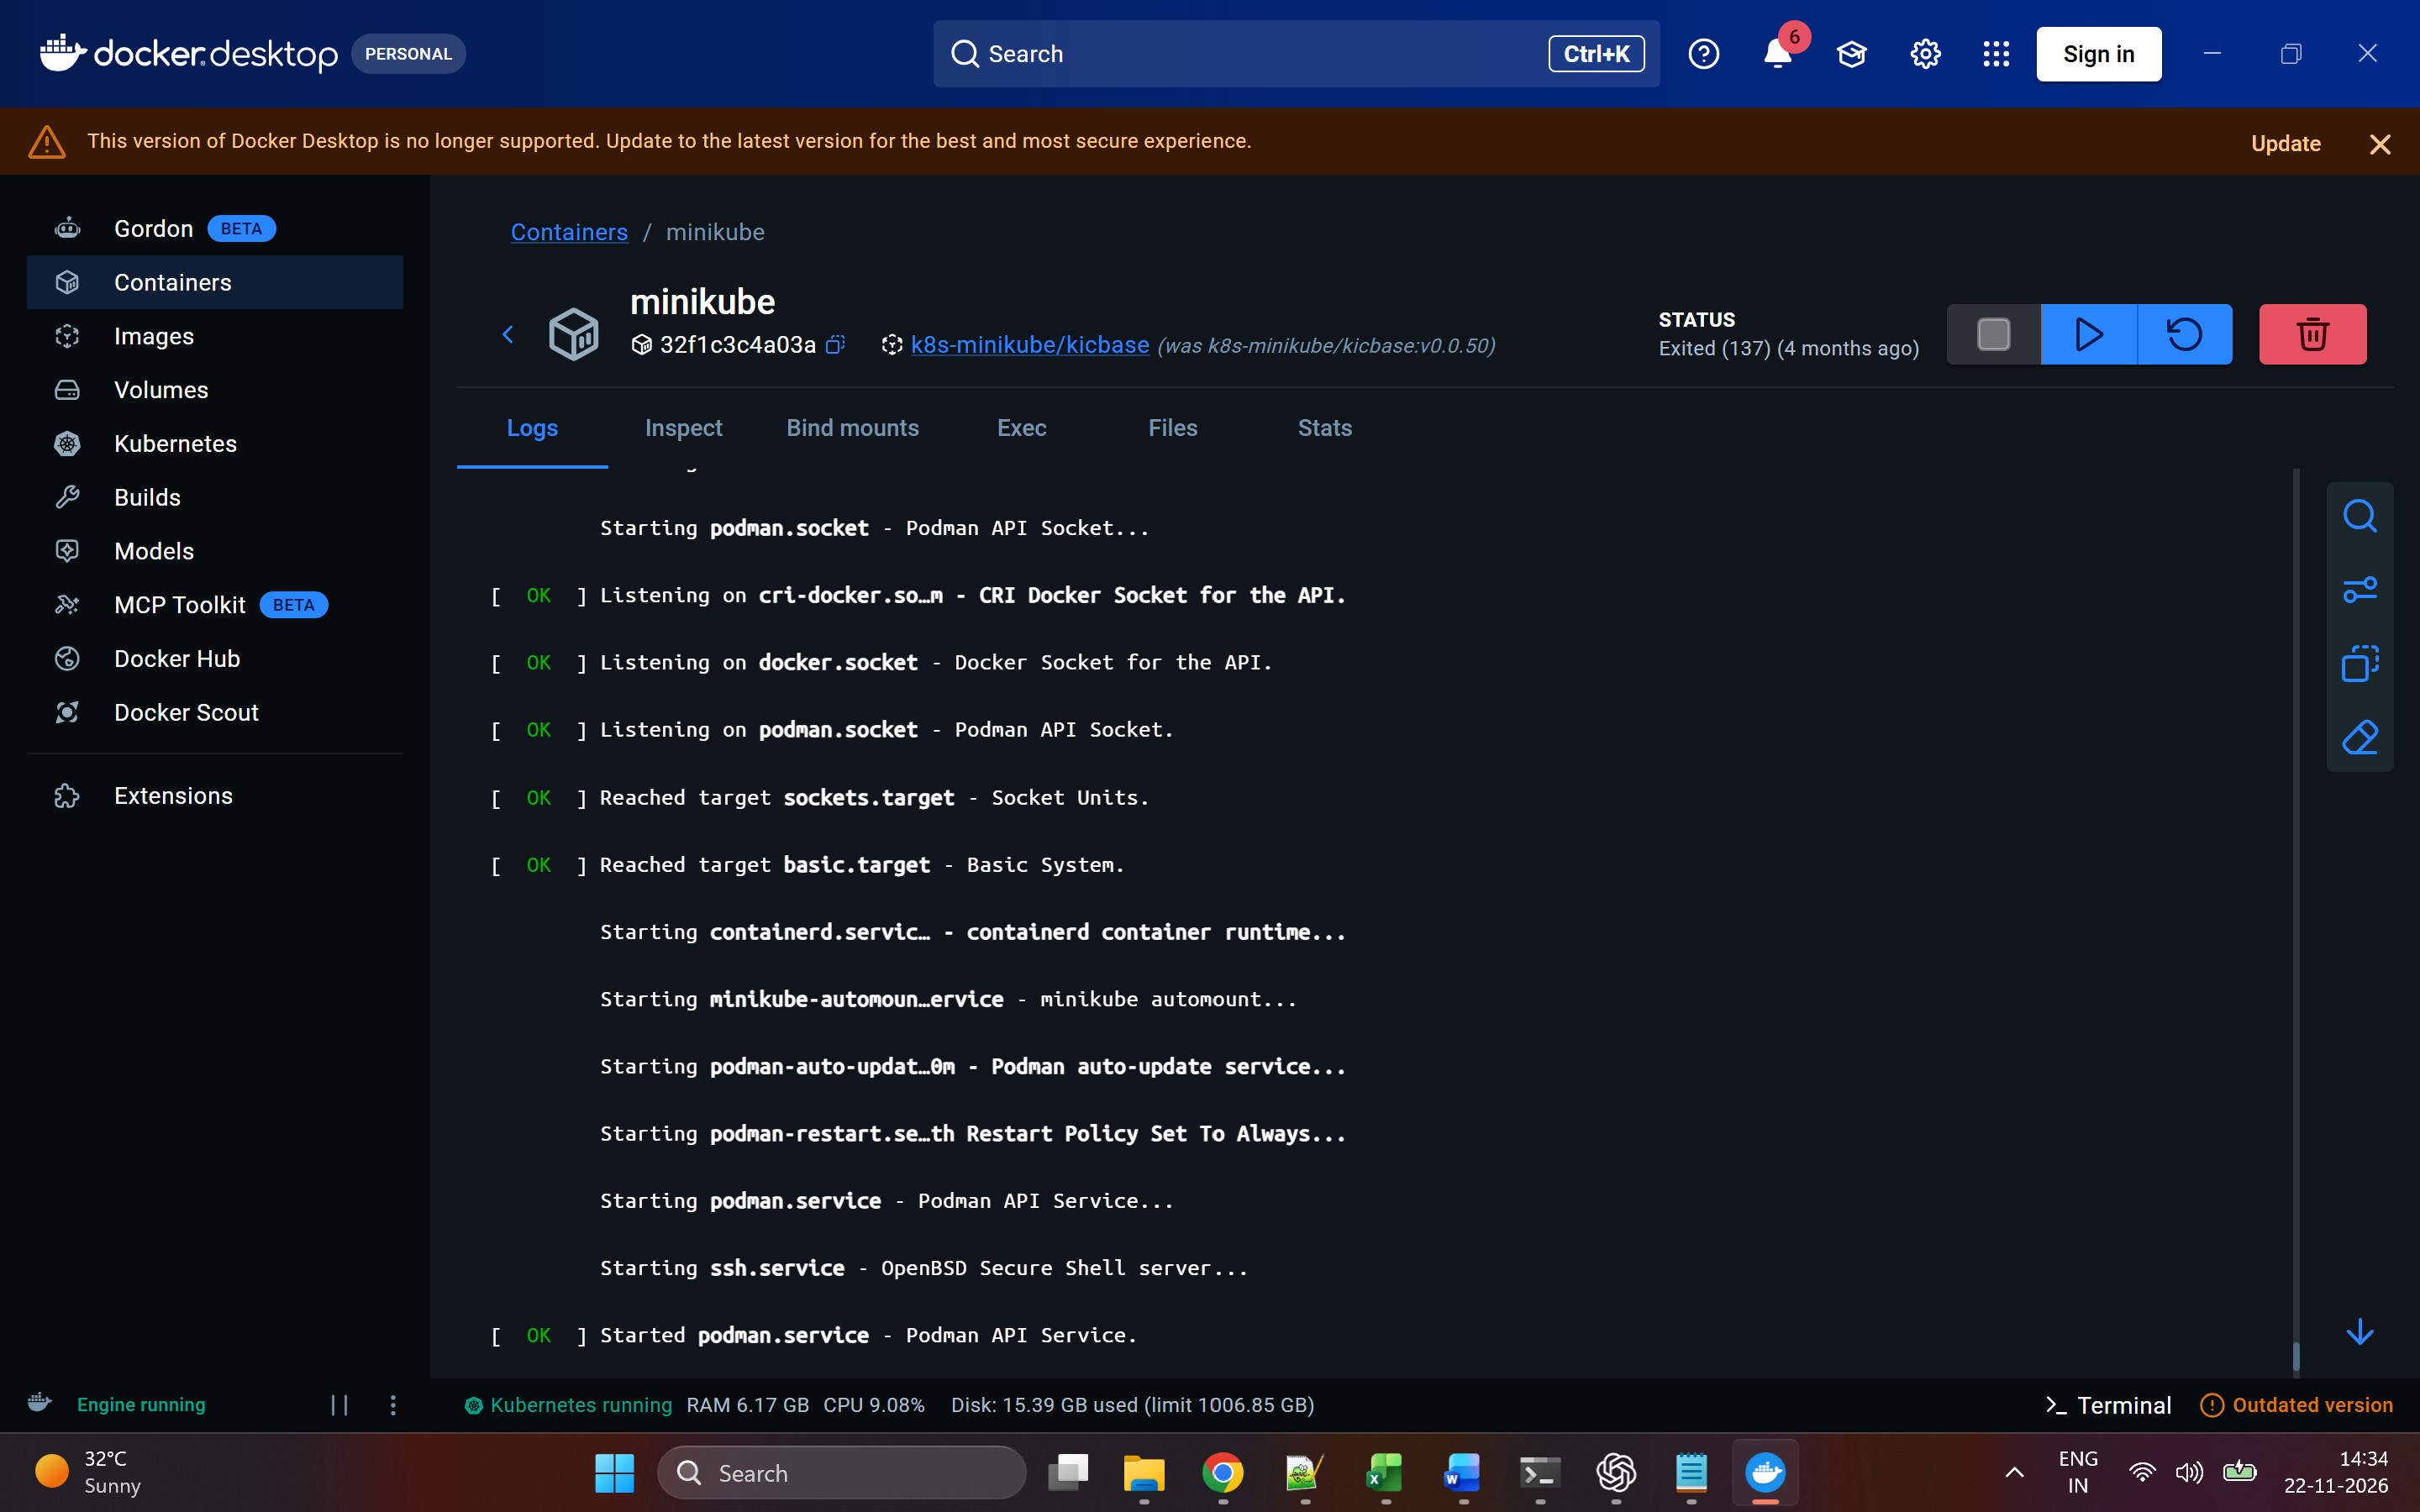 docker.desktop PERSONAL
Search Ctrl+K
6
Sign in
This version of Docker Desktop is no longer supported. Update to the latest version for the best and most secure experience.
Update
Gordon BETA
Containers
Images
Volumes
Kubernetes
Builds
Models
MCP Toolkit BETA
Docker Hub
Docker Scout
Extensions
Containers / minikube
minikube
32f1c3c4a03a k8s-minikube/kicbase (was k8s-minikube/kicbase:v0.0.50)
STATUS
Exited (137) (4 months ago)
Logs Inspect Bind mounts Exec Files Stats
Starting podman.socket - Podman API Socket...
[ OK ] Listening on cri-docker.so…m - CRI Docker Socket for the API.
[ OK ] Listening on docker.socket - Docker Socket for the API.
[ OK ] Listening on podman.socket - Podman API Socket.
[ OK ] Reached target sockets.target - Socket Units.
[ OK ] Reached target basic.target - Basic System.
Starting containerd.servic… - containerd container runtime...
Starting minikube-automoun…ervice - minikube automount...
Starting podman-auto-updat…0m - Podman auto-update service...
Starting podman-restart.se…th Restart Policy Set To Always...
Starting podman.service - Podman API Service...
Starting ssh.service - OpenBSD Secure Shell server...
[ OK ] Started podman.service - Podman API Service.
Engine running
Kubernetes running RAM 6.17 GB CPU 9.08% Disk: 15.39 GB used (limit 1006.85 GB)
Terminal
Outdated version
32°C
Sunny
Search
ENG
IN
14:34
22-11-2026